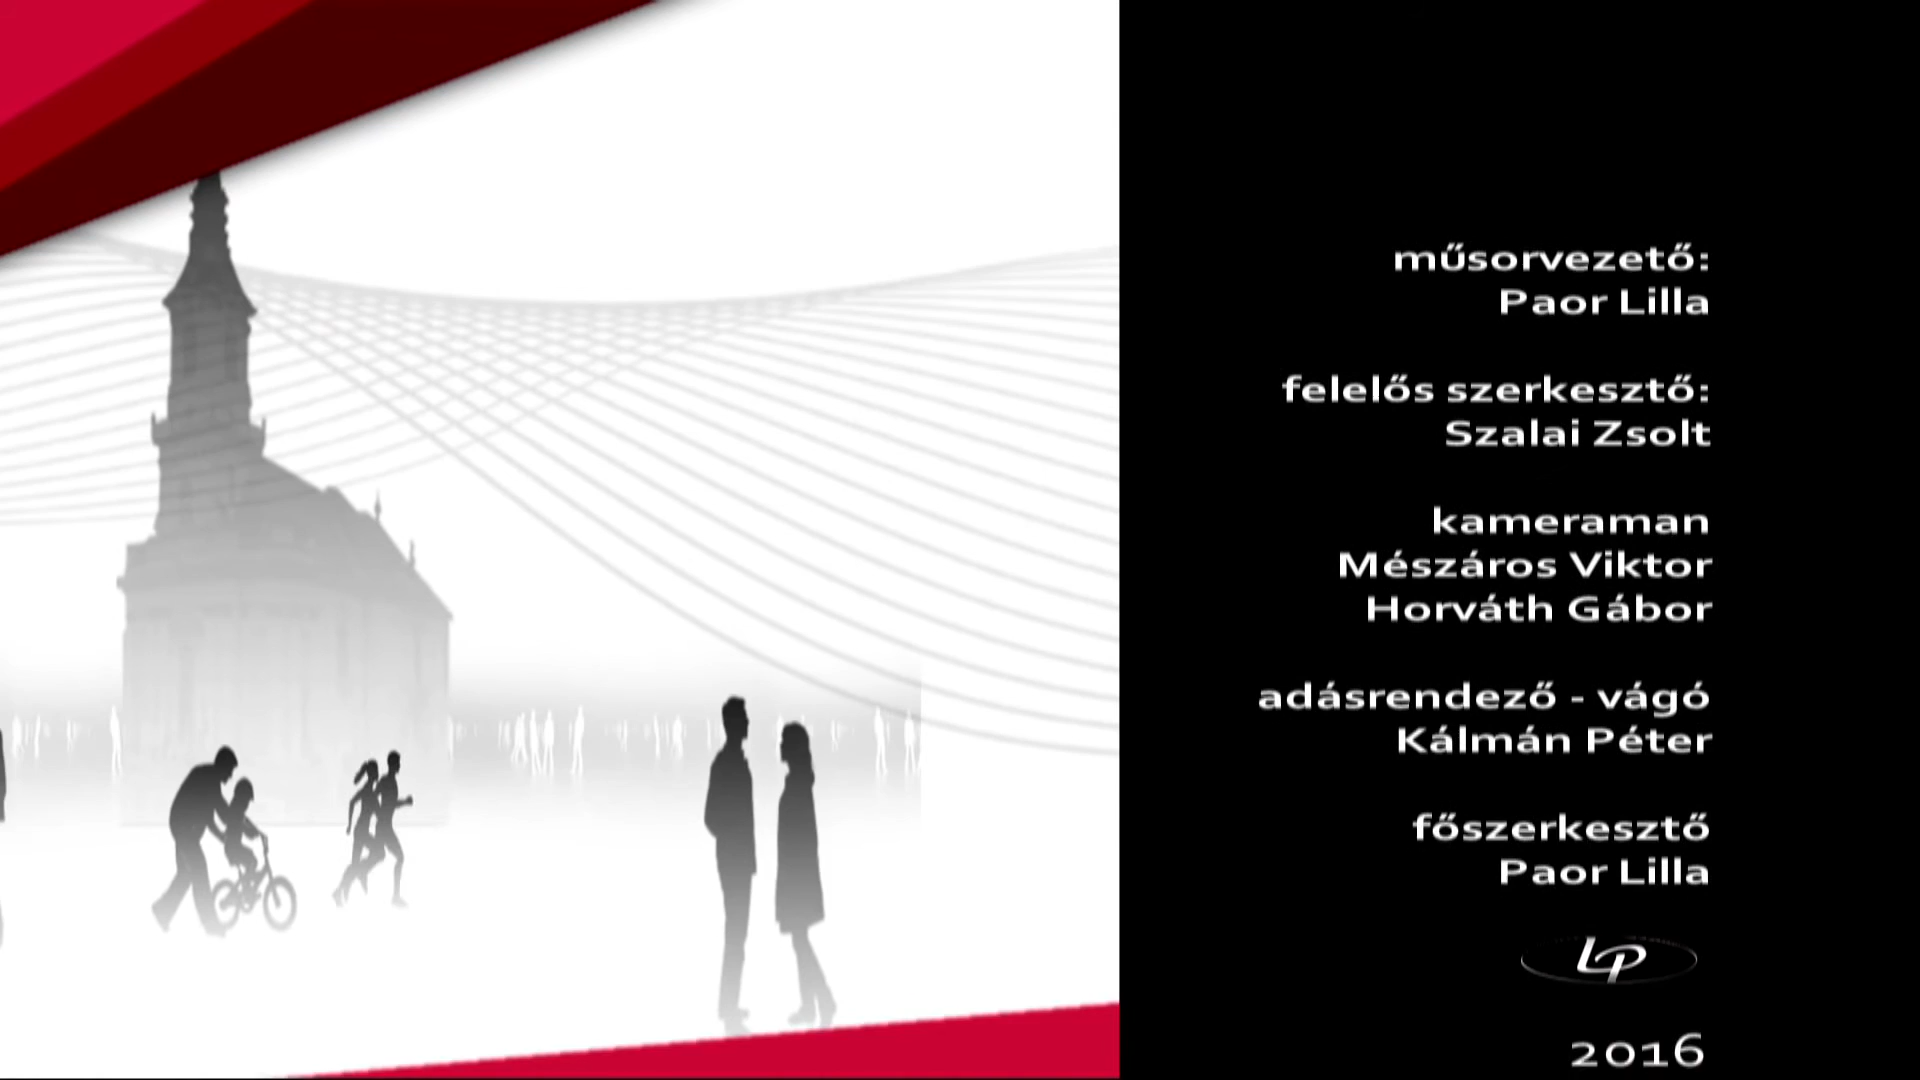 műsorvezető:
Paor Lilla
felelős szerkesztő:
Szalai Zsolt
kameraman
Mészáros Viktor
Horváth Gábor
adásrendező - vágó
Kálmán Péter
főszerkesztő
Paor Lilla
LP
2016